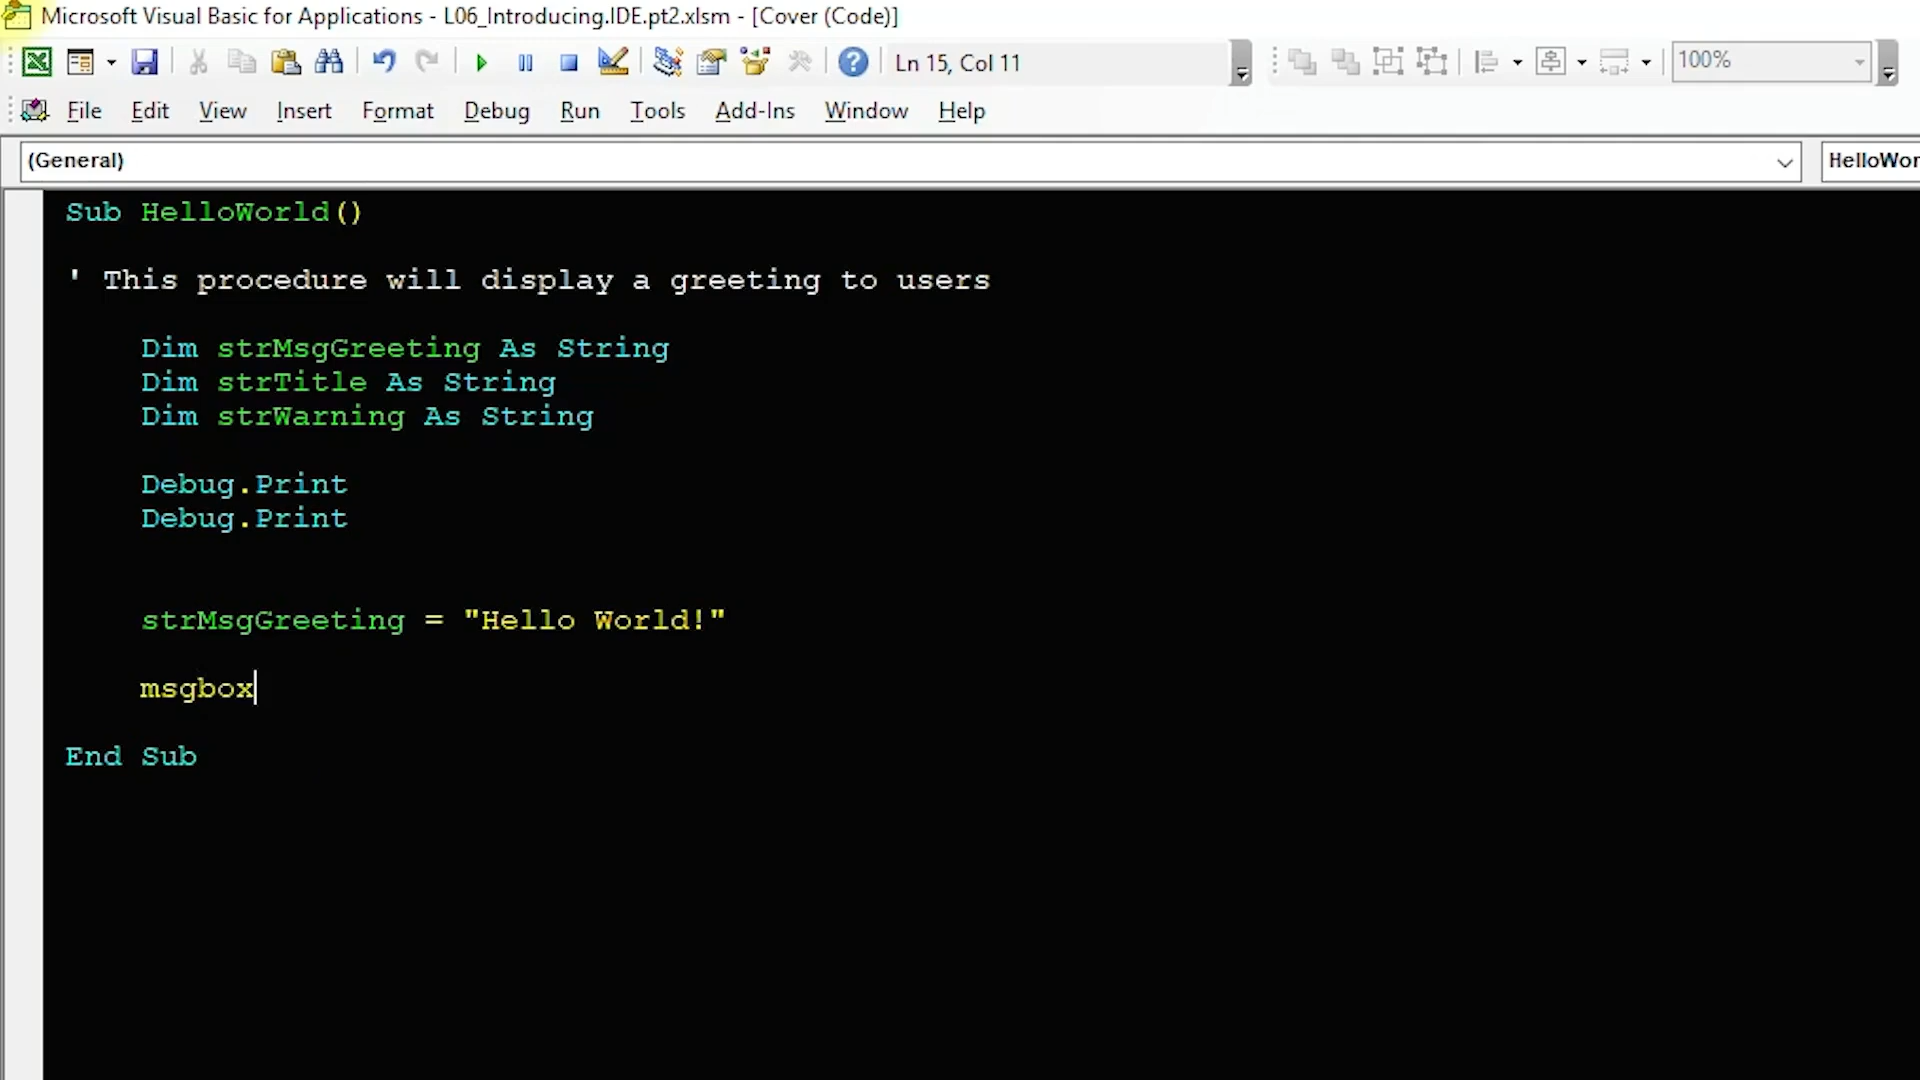 Microsoft Visual Basic for Applications - L06_Introducing.IDE.pt2.xlsm - [Cover (Code)]
Ln 15, Col 11
100%
File Edit View Insert Format Debug Run Tools Add-Ins Window Help
(General)
HelloWor
Sub HelloWorld()
' This procedure will display a greeting to users
Dim strMsgGreeting As String
Dim strTitle As String
Dim strWarning As String
Debug.Print
Debug.Print
strMsgGreeting = "Hello World!"
msgbox
End Sub